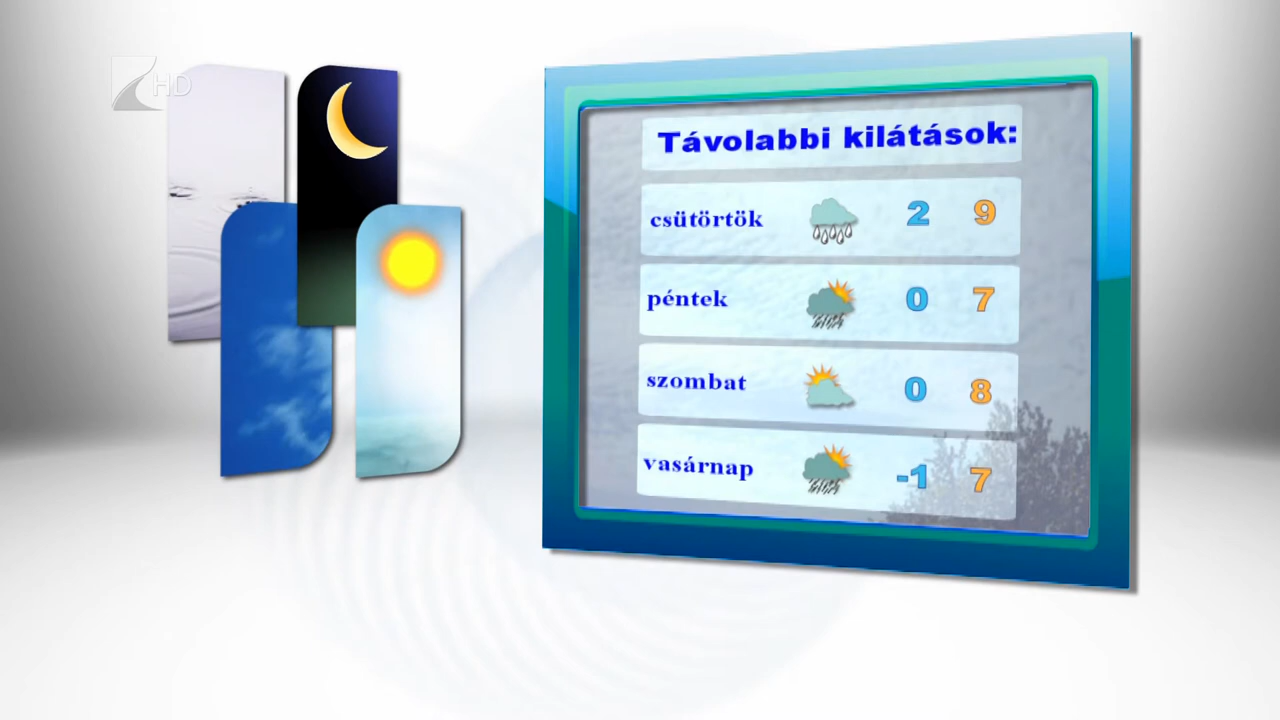 HD
Távolabbi kilátások:
csütörtök 2 9
péntek 0 7
szombat 0 8
vasárnap -1 7